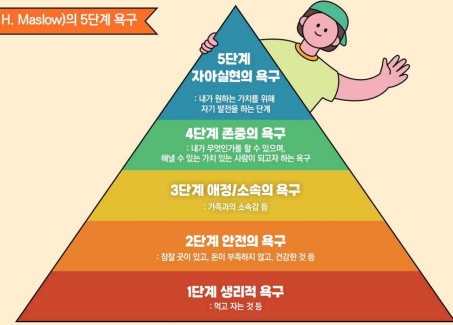 H. Maslow)의 5단계 욕구
5단계
자아실현의 욕구
: 내가 원하는 가치를 위해
자기 발전을 하는 단계
4단계 존중의 욕구
: 내가 무엇인가를 할 수 있으며,
해낼 수 있는 가치 있는 사람이 되고자 하는 욕구
3단계 애정/소속의 욕구
: 가족과의 소속감 등
2단계 안전의 욕구
: 잠잘 곳이 있고, 돈이 부족하지 않고, 건강한 것 등
1단계 생리적 욕구
: 먹고 자는 것 등